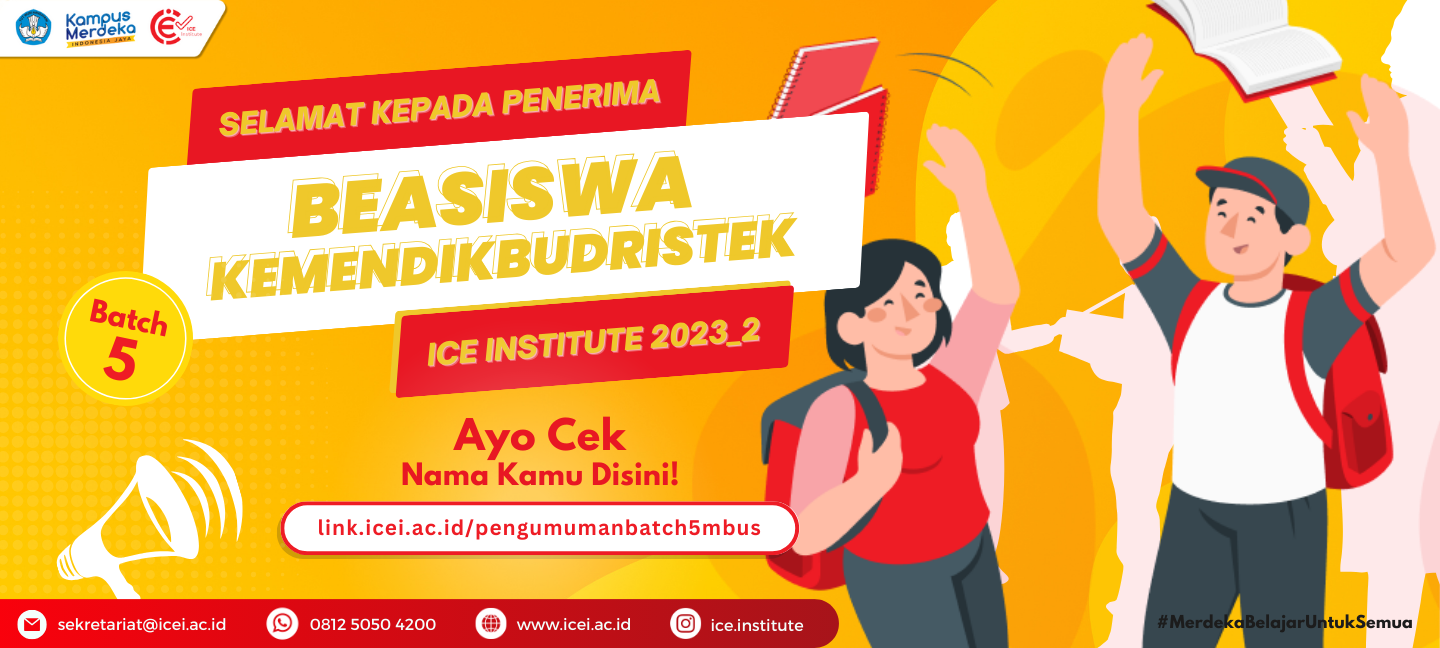 Kampus
Merdeka
INDONESIA JAYA
ICE
Institute
SELAMAT KEPADA PENERIMA
BEASISWA
KEMENDIKBUDRISTEK
Batch
5
ICE INSTITUTE 2023_2
Ayo Cek
Nama Kamu Disini!
link.icei.ac.id/pengumumanbatch5mbus
sekretariat@icei.ac.id
0812 5050 4200
www.icei.ac.id
ice.institute
#MerdekaBelajarUntukSemua